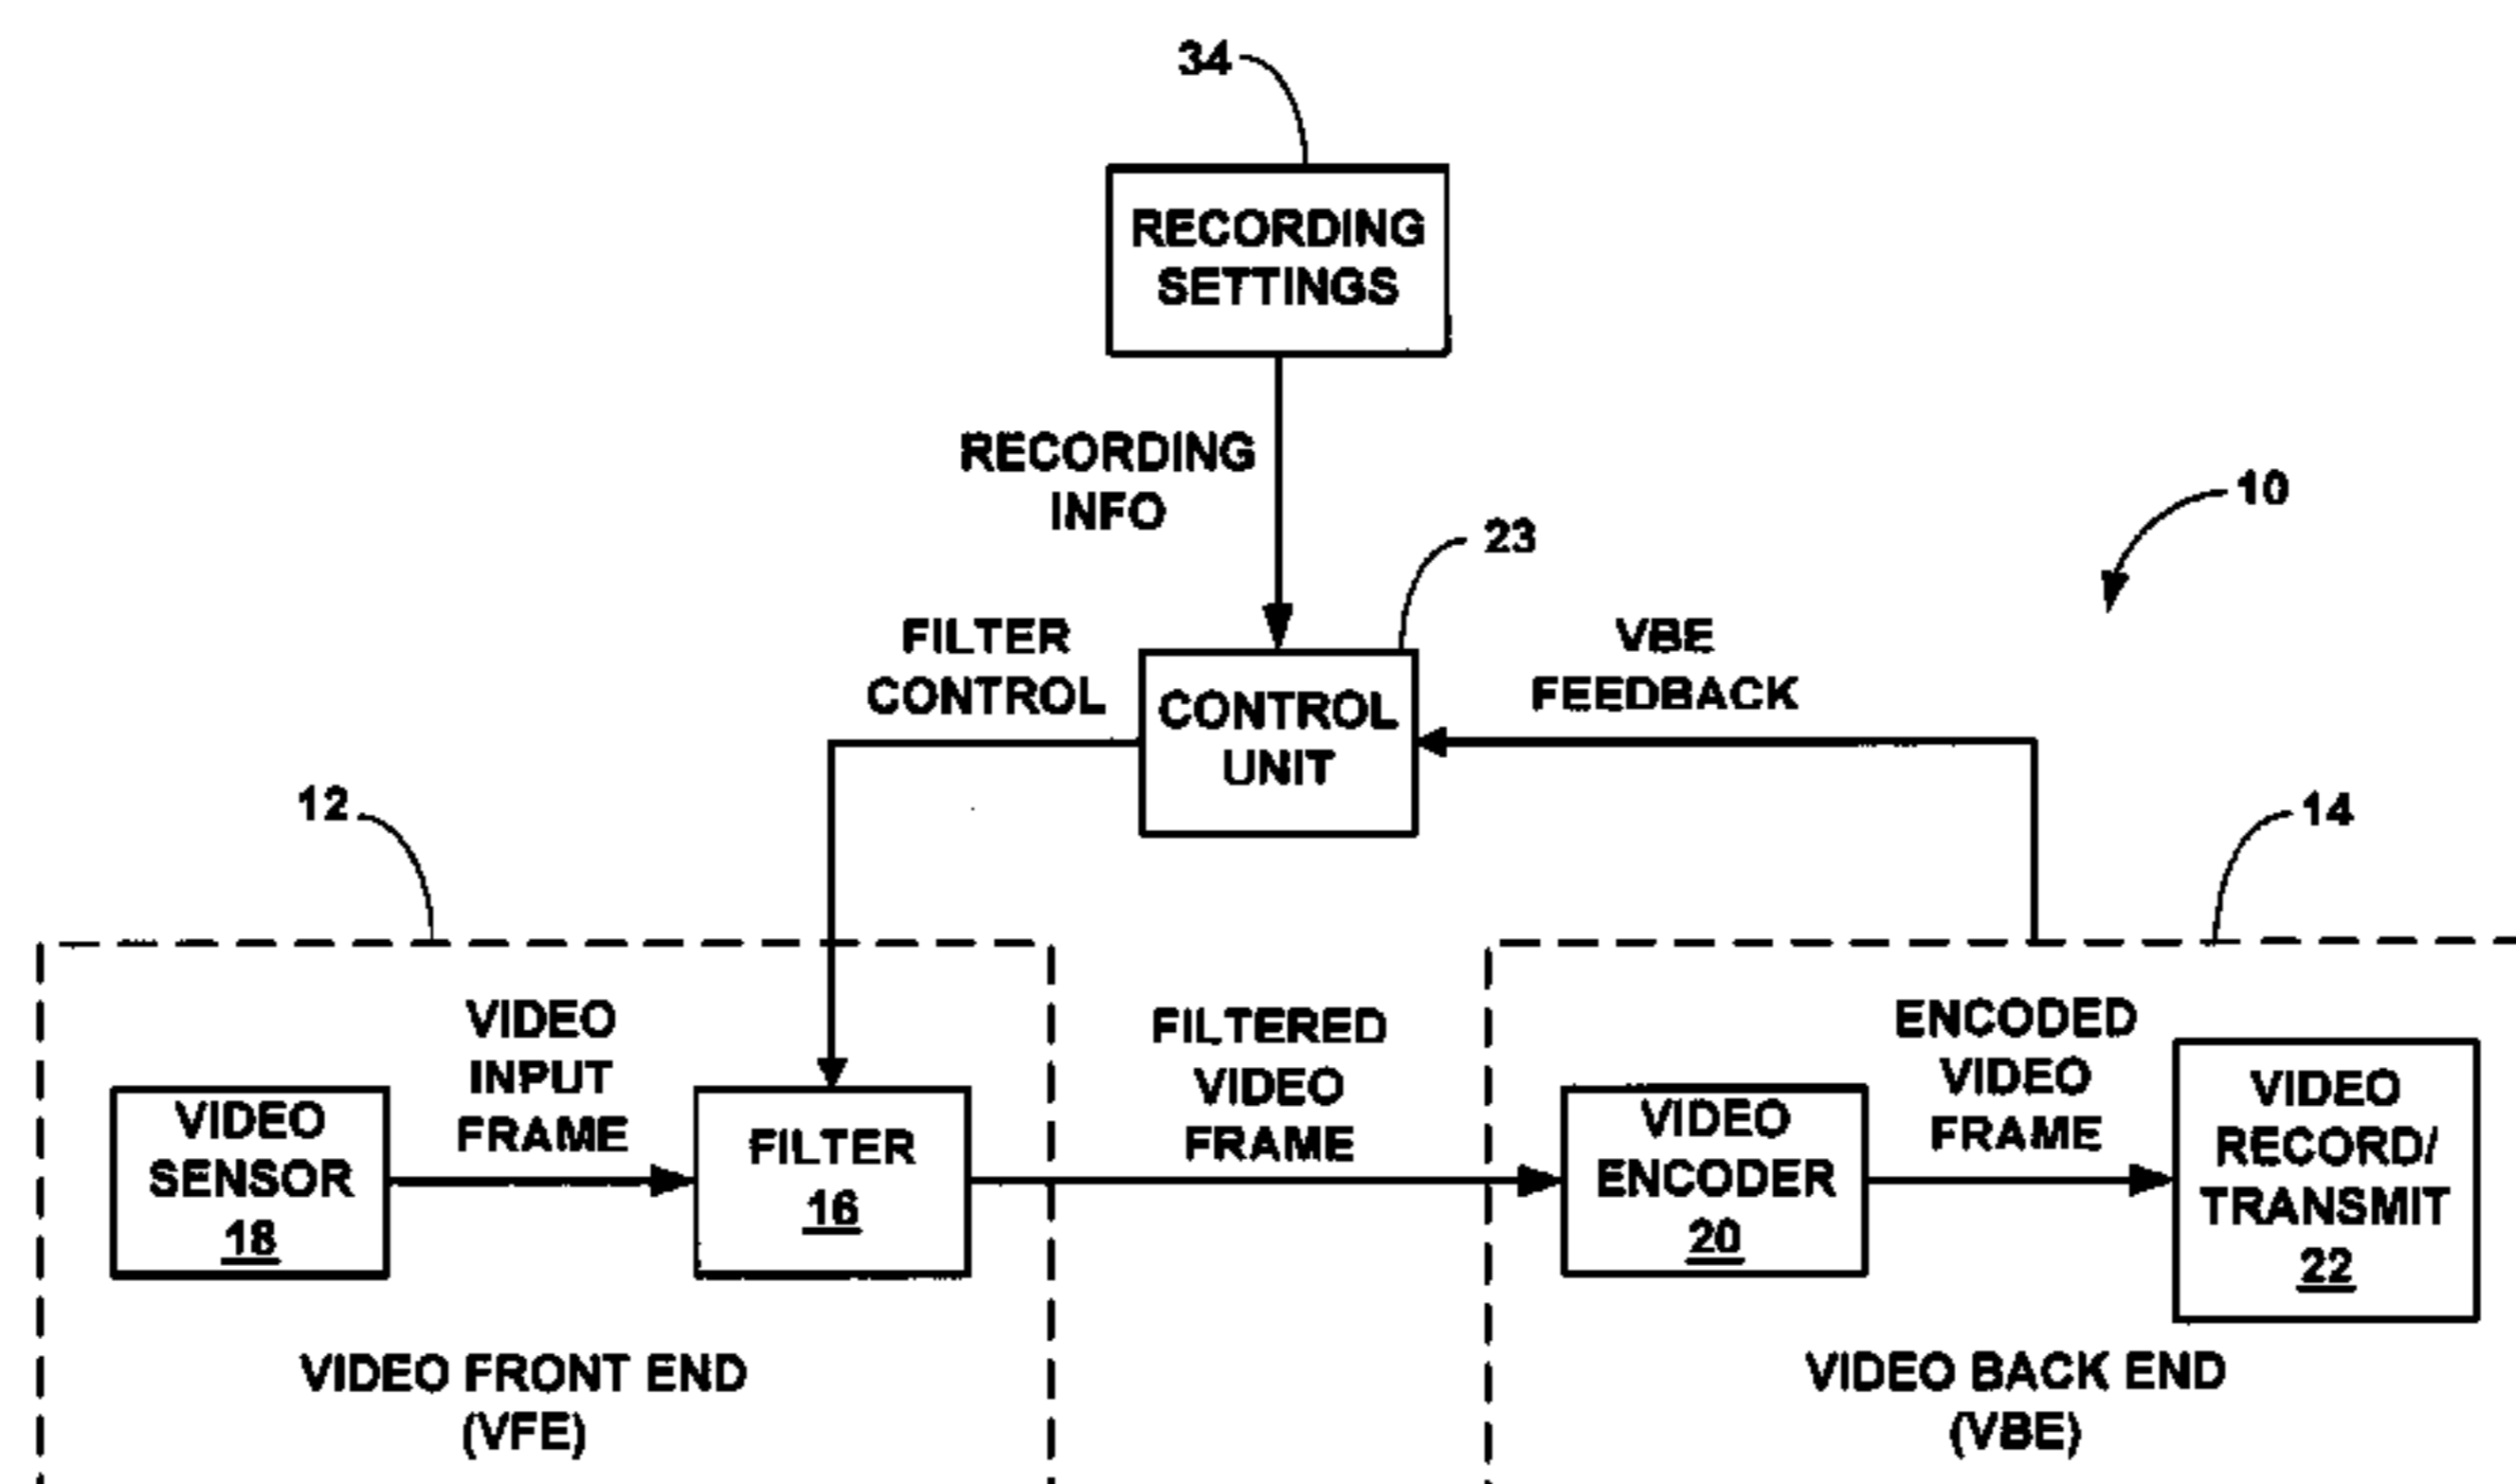 34
RECORDING
SETTINGS
RECORDING
INFO
10
23
FILTER
CONTROL
CONTROL
UNIT
VBE
FEEDBACK
12
14
VIDEO
INPUT
FRAME
FILTERED
VIDEO
FRAME
ENCODED
VIDEO
FRAME
VIDEO
SENSOR
18
FILTER
16
VIDEO
ENCODER
20
VIDEO
RECORD/
TRANSMIT
22
VIDEO FRONT END
(VFE)
VIDEO BACK END
(VBE)